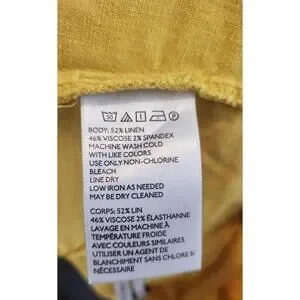 BODY: 52% LINEN
46% VISCOSE 2% SPANDEX
MACHINE WASH COLD
WITH LIKE COLORS
USE ONLY NON-CHLORINE
BLEACH
LINE DRY
LOW IRON AS NEEDED
MAY BE DRY CLEANED
CORPS: 52% LIN
46% VISCOSE 2% ÉLASTHANNE
LAVAGE EN MACHINE À
TEMPÉRATURE FROIDE
AVEC COULEURS SIMILAIRES
UTILISER UN AGENT DE
BLANCHIMENT SANS CHLORE SI
NÉCESSAIRE